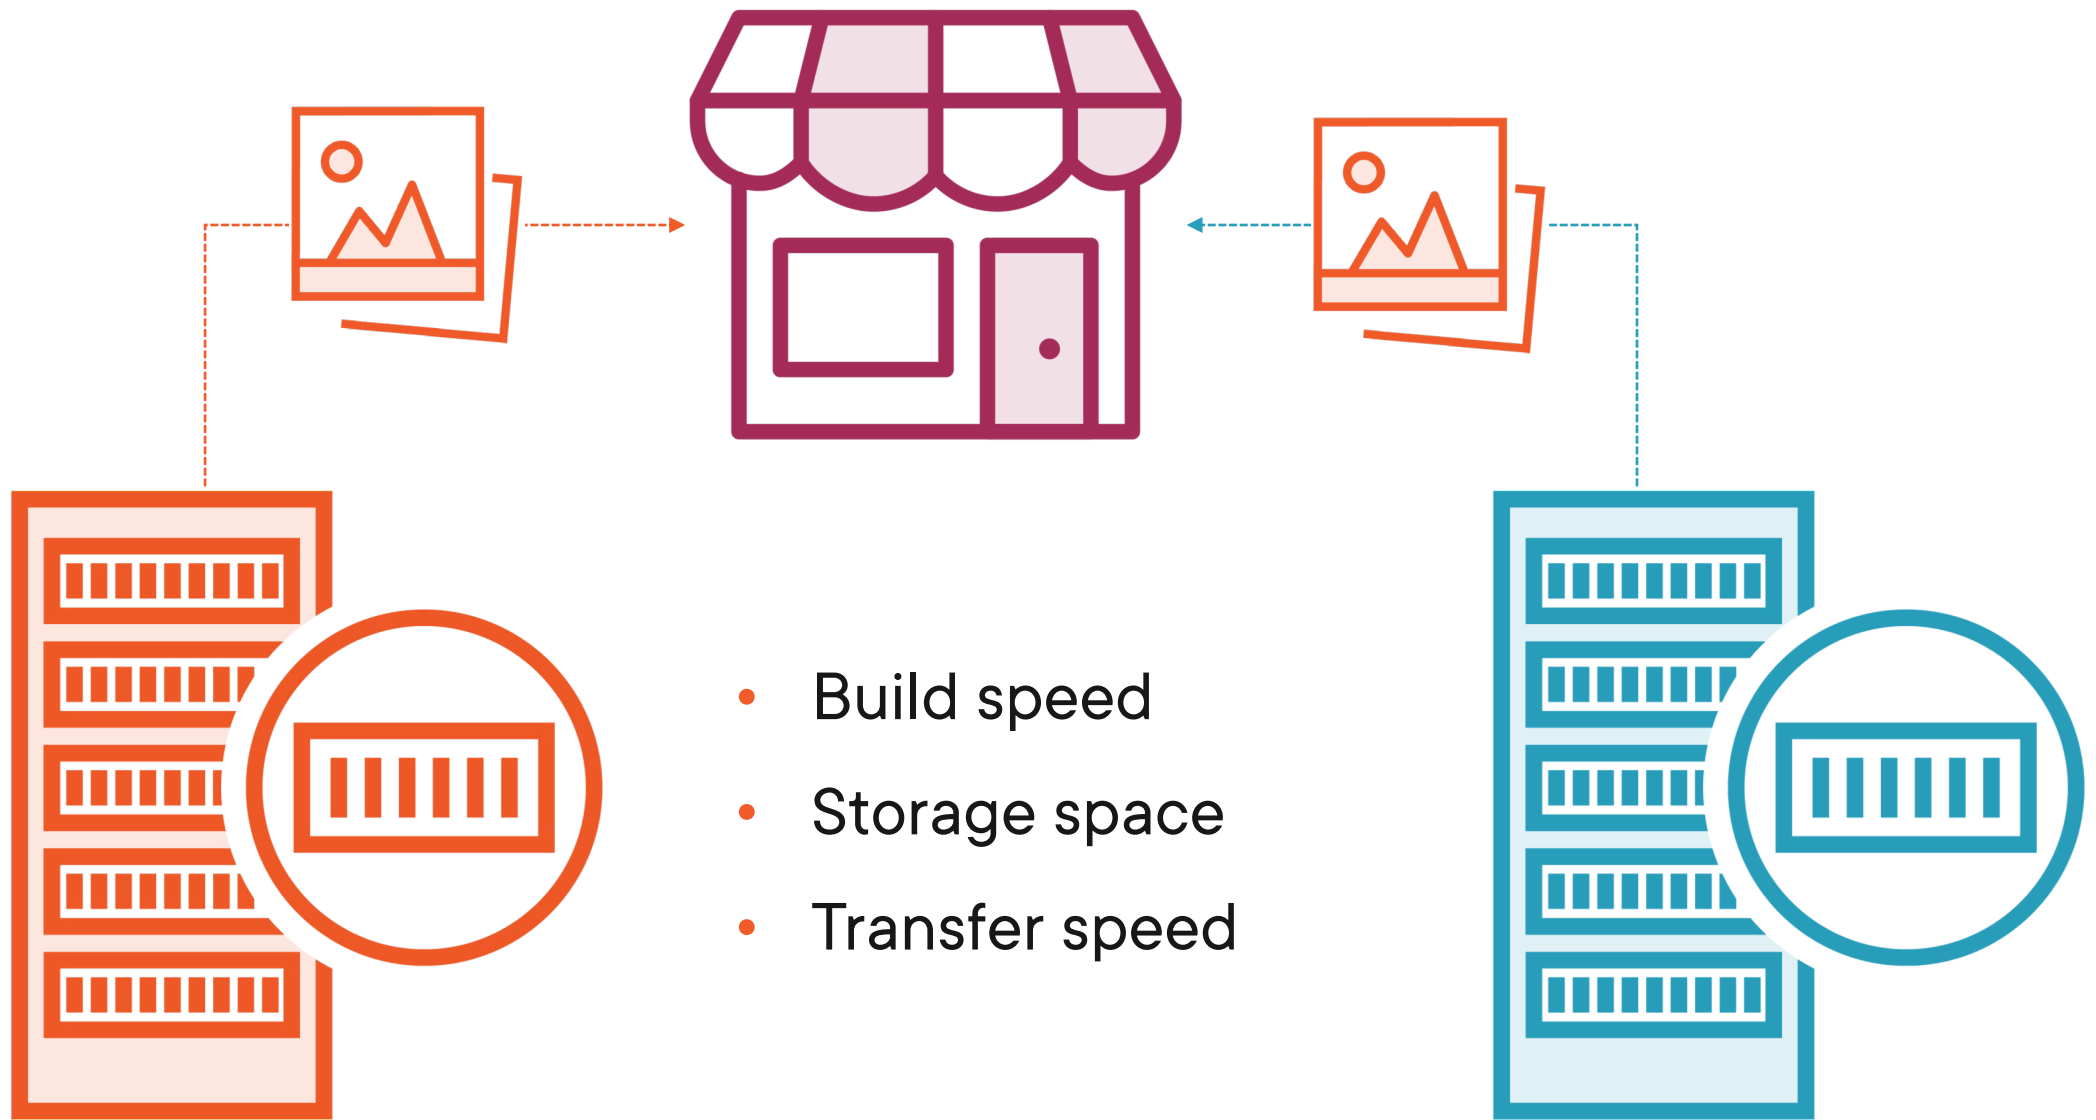 • Build speed
• Storage space
• Transfer speed